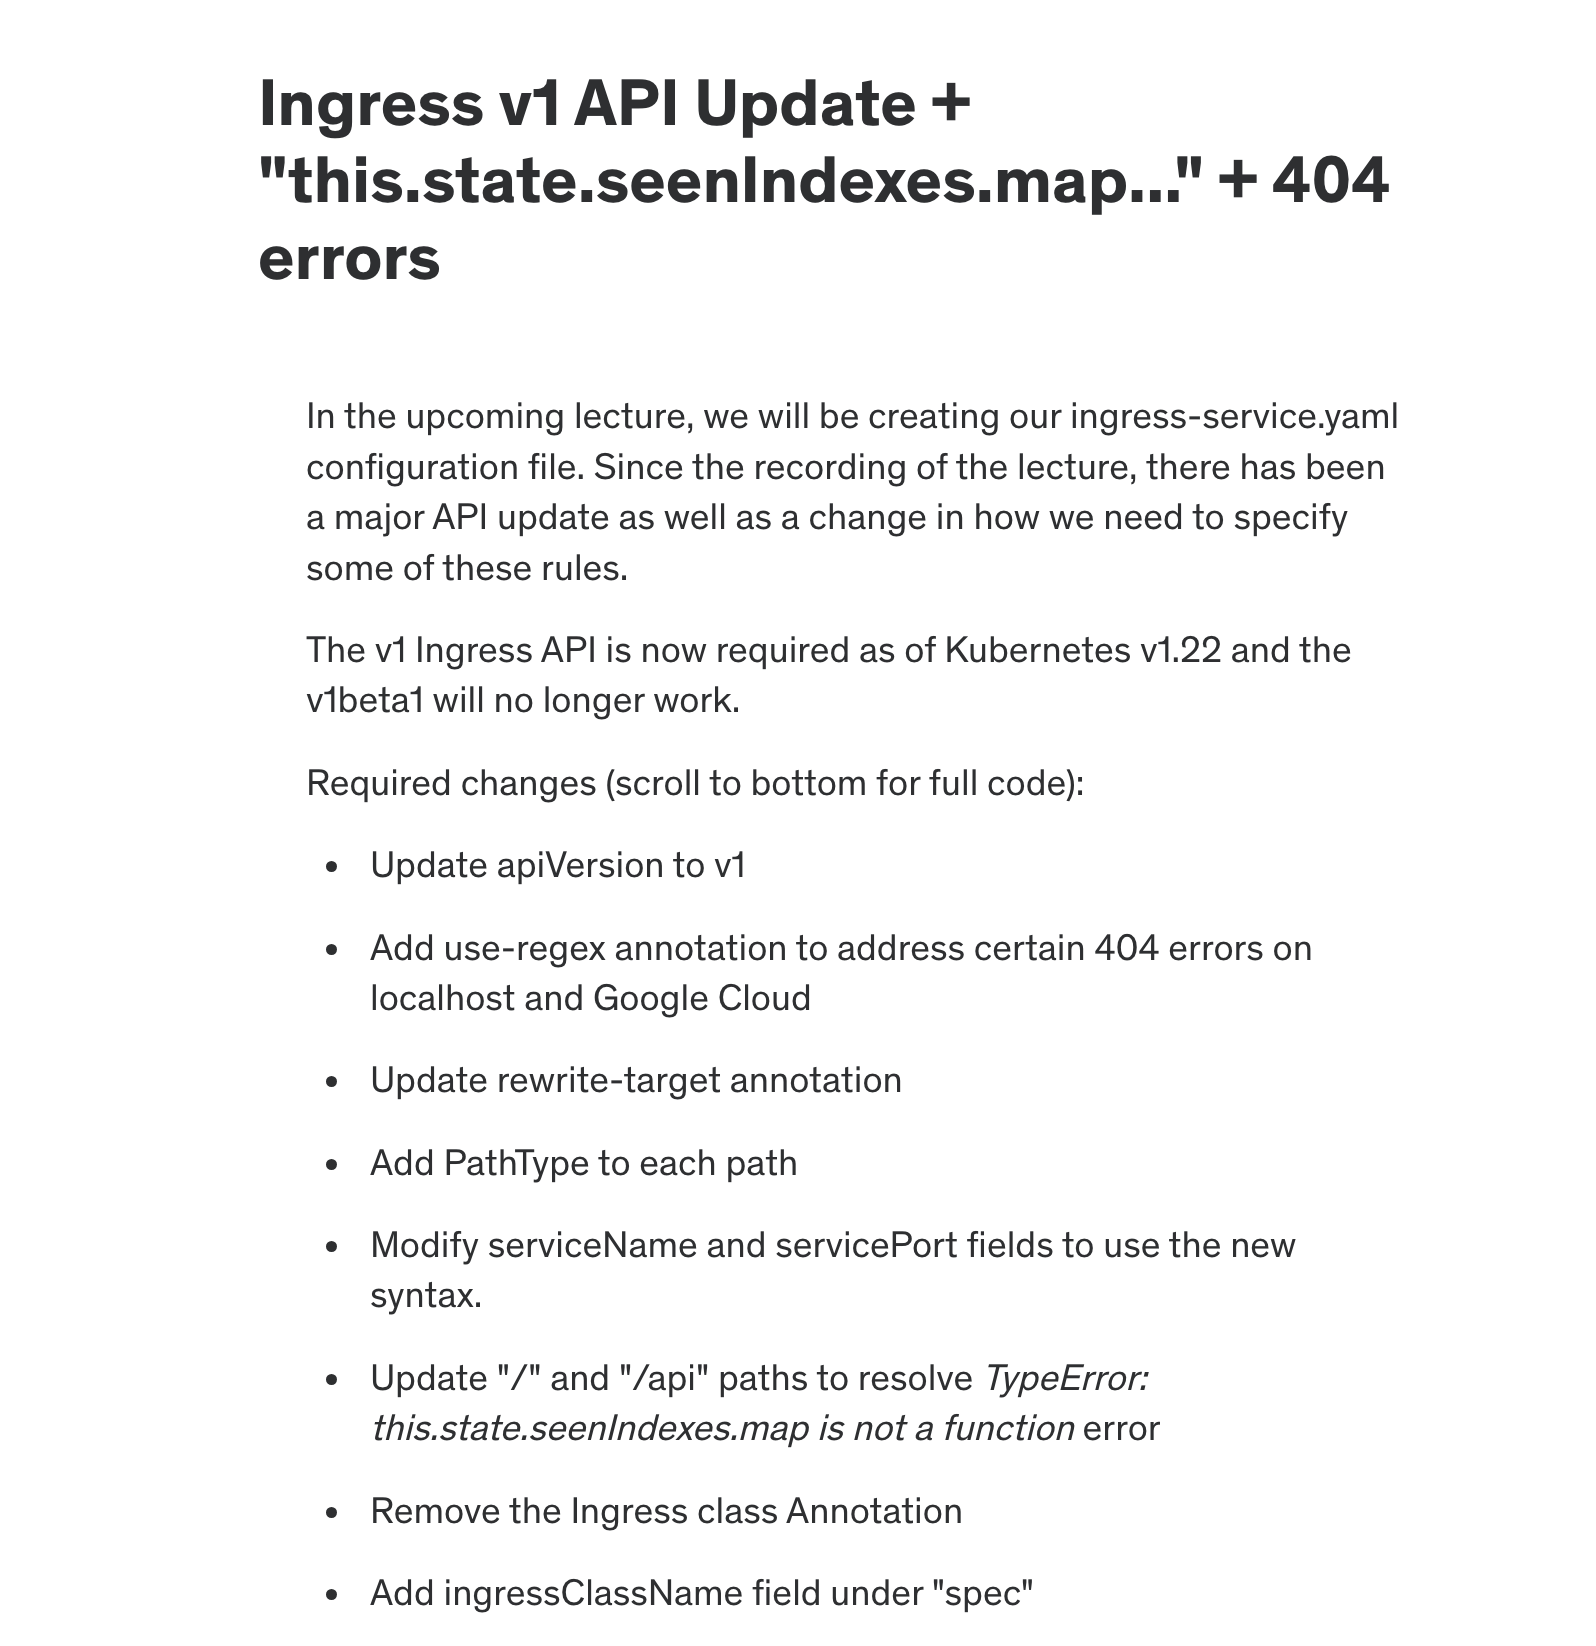 Ingress v1 API Update +
"this.state.seenIndexes.map..." + 404
errors
In the upcoming lecture, we will be creating our ingress-service.yaml
configuration file. Since the recording of the lecture, there has been
a major API update as well as a change in how we need to specify
some of these rules.
The v1 Ingress API is now required as of Kubernetes v1.22 and the
v1beta1 will no longer work.
Required changes (scroll to bottom for full code):
• Update apiVersion to v1
• Add use-regex annotation to address certain 404 errors on
localhost and Google Cloud
• Update rewrite-target annotation
• Add PathType to each path
• Modify serviceName and servicePort fields to use the new
syntax.
• Update "/" and "/api" paths to resolve TypeError:
this.state.seenIndexes.map is not a function error
• Remove the Ingress class Annotation
• Add ingressClassName field under "spec"